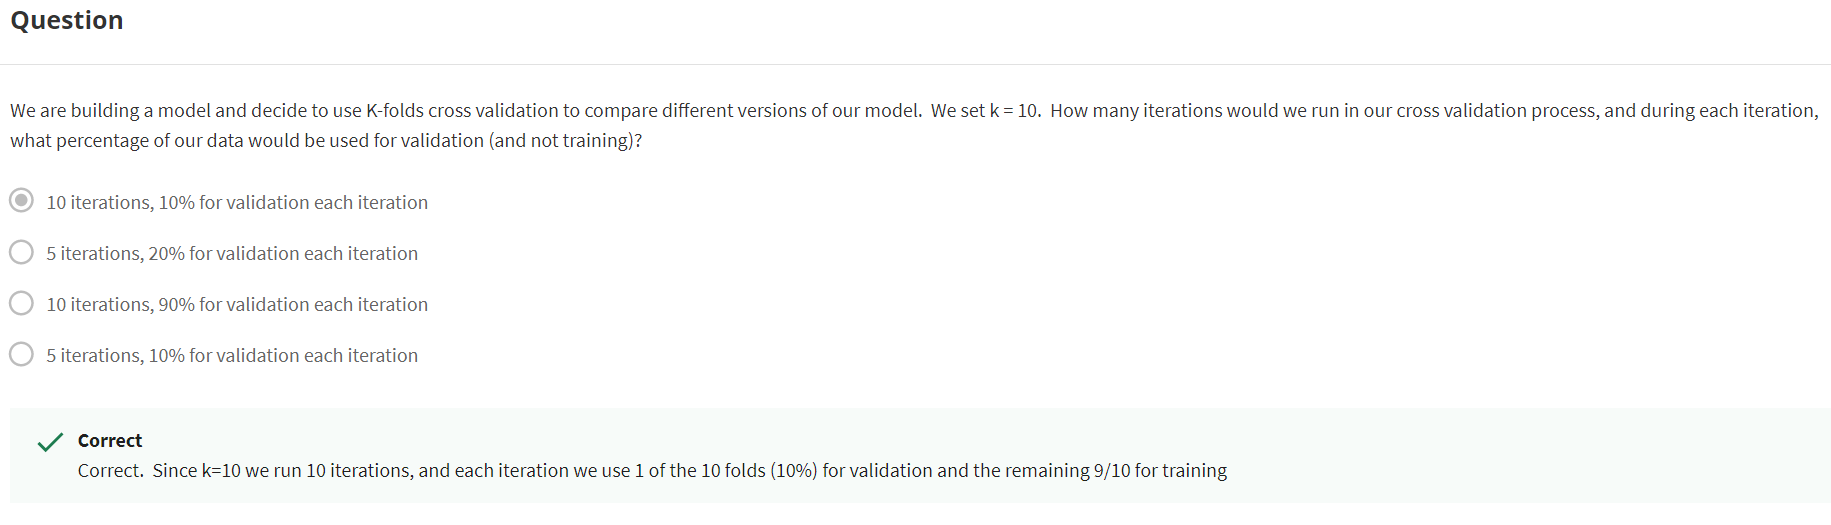 Question
We are building a model and decide to use K-folds cross validation to compare different versions of our model.  We set k = 10.  How many iterations would we run in our cross validation process, and during each iteration,
what percentage of our data would be used for validation (and not training)?
10 iterations, 10% for validation each iteration
5 iterations, 20% for validation each iteration
10 iterations, 90% for validation each iteration
5 iterations, 10% for validation each iteration
Correct
Correct.  Since k=10 we run 10 iterations, and each iteration we use 1 of the 10 folds (10%) for validation and the remaining 9/10 for training